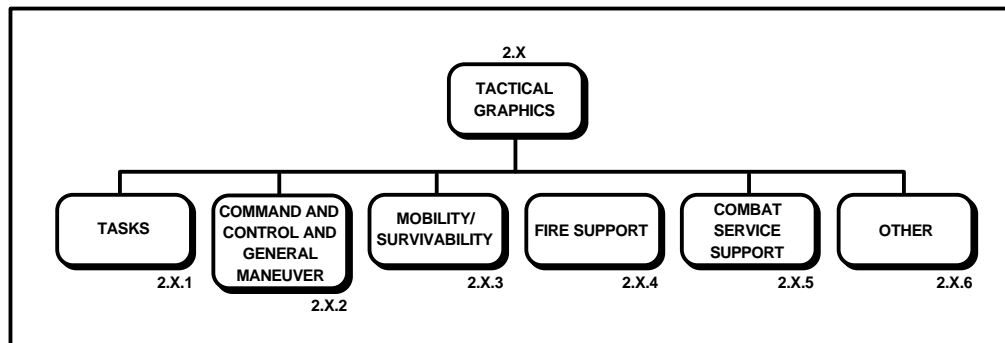 2.X
TACTICAL
GRAPHICS
TASKS
2.X.1
COMMAND AND
CONTROL AND
GENERAL
MANEUVER
2.X.2
MOBILITY/
SURVIVABILITY
2.X.3
FIRE SUPPORT
2.X.4
COMBAT
SERVICE
SUPPORT
2.X.5
OTHER
2.X.6